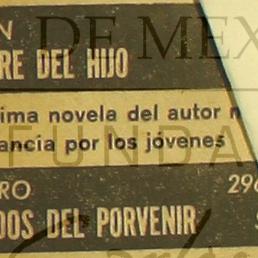 N
DE MEX
RE DEL HIJO
ima novela del autor m
ancia por los jóvenes
FUNDA
RO 296
DOS DEL PORVENIR